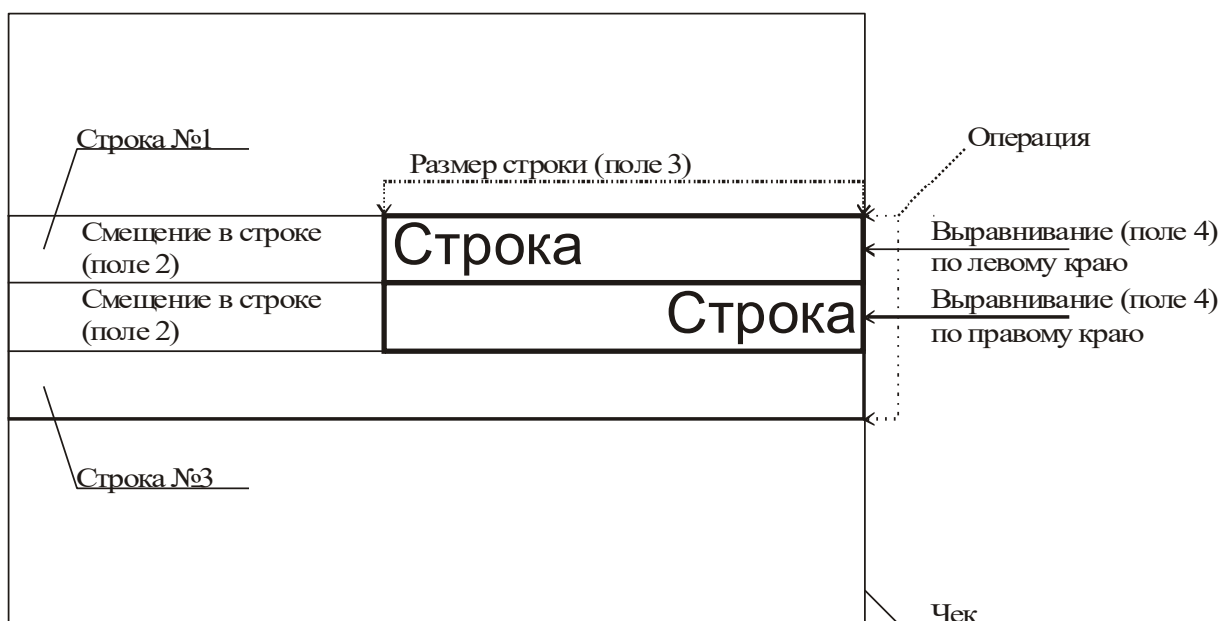 Строка №1
Операция
Размер строки (поле 3)
Смещение в строке
(поле 2)
Строка
Выравнивание (поле 4)
по левому краю
Смещение в строке
(поле 2)
Строка
Выравнивание (поле 4)
по правому краю
Строка №3
Чек